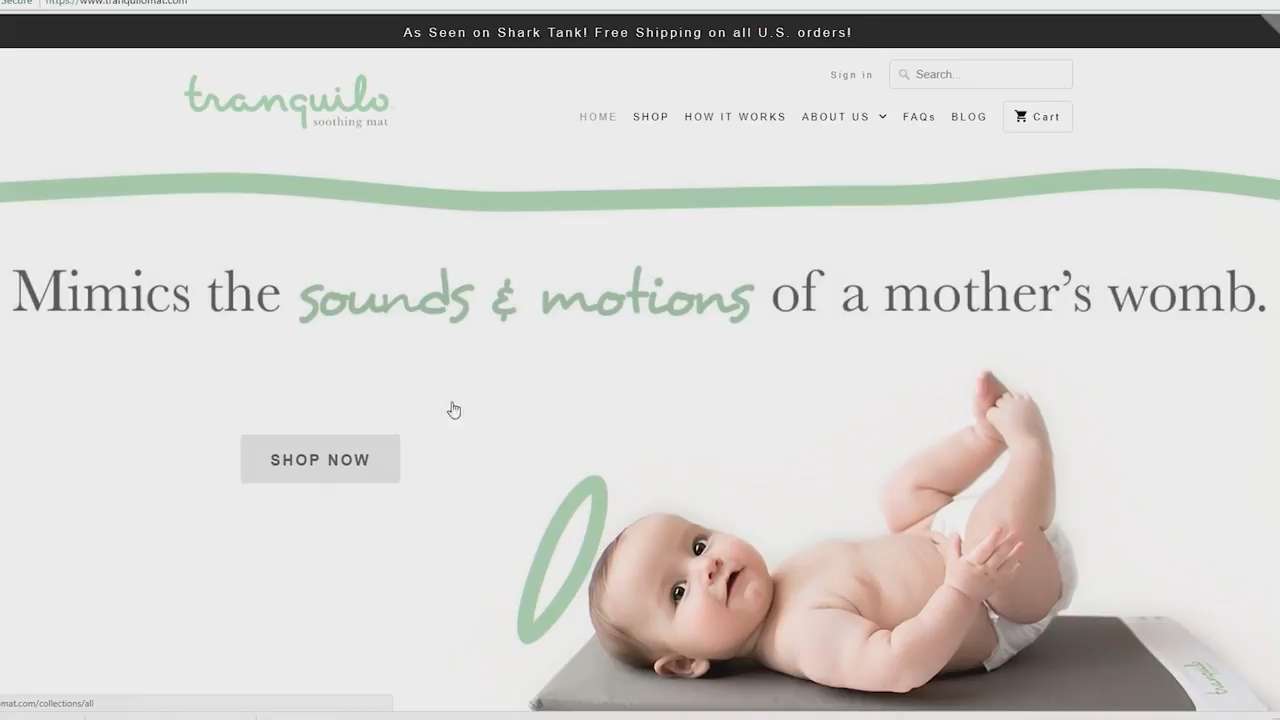 Secure | https://www.tranquilomat.com
As Seen on Shark Tank! Free Shipping on all U.S. orders!
tranquilo
soothing mat
Sign in
Search...
HOME SHOP HOW IT WORKS ABOUT US FAQs BLOG Cart
Mimics the sounds & motions of a mother's womb.
SHOP NOW
tranquilo
omat.com/collections/all